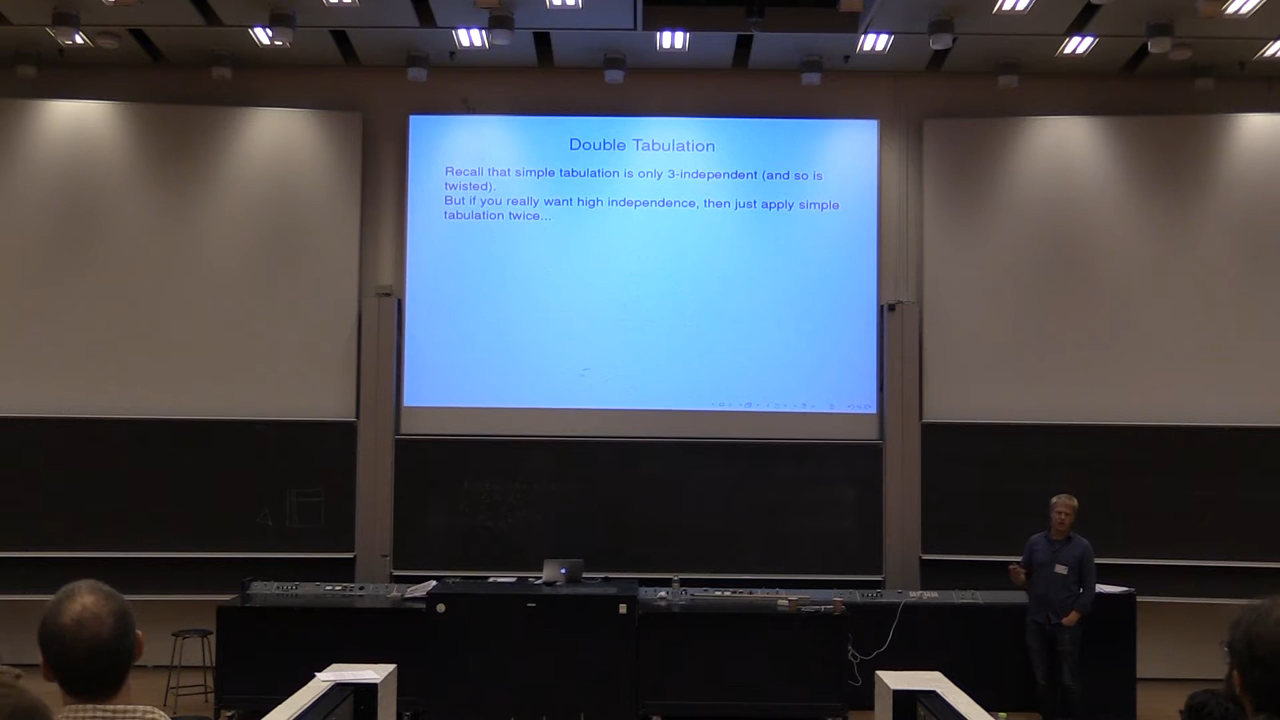 Double Tabulation
Recall that simple tabulation is only 3-independent (and so is
twisted).
But if you really want high independence, then just apply simple
tabulation twice...